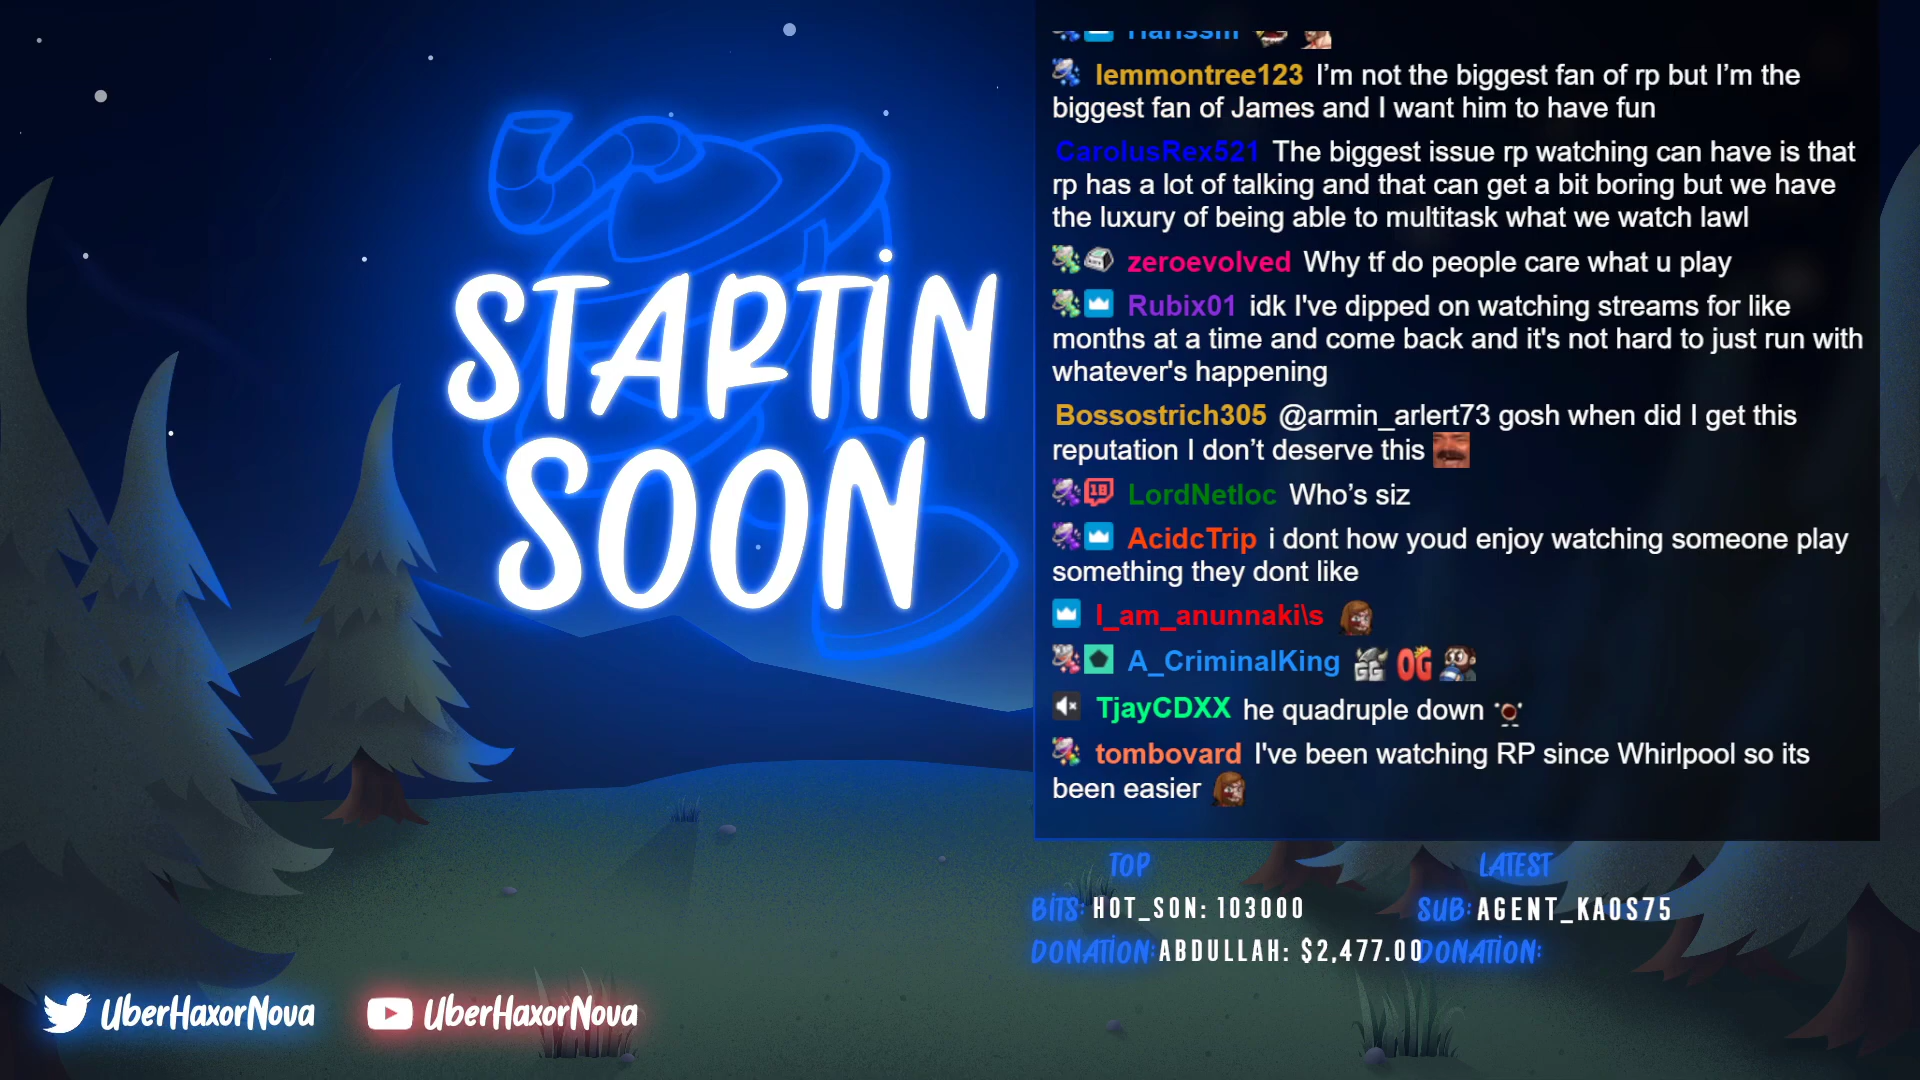 STARTIN
SOON
Harissm
lemmontree123 I’m not the biggest fan of rp but I’m the
biggest fan of James and I want him to have fun
CarolusRex521 The biggest issue rp watching can have is that
rp has a lot of talking and that can get a bit boring but we have
the luxury of being able to multitask what we watch lawl
zeroevolved Why tf do people care what u play
Rubix01 idk I've dipped on watching streams for like
months at a time and come back and it's not hard to just run with
whatever's happening
Bossostrich305 @armin_arlert73 gosh when did I get this
reputation I don’t deserve this
18 LordNetloc Who’s siz
AcidcTrip i dont how youd enjoy watching someone play
something they dont like
I_am_anunnaki\s
A_CriminalKing GG OG
TjayCDXX he quadruple down
tombovard I've been watching RP since Whirlpool so its
been easier
TOP
BITS: HOT_SON: 103000
DONATION: ABDULLAH: $2,477.00
LATEST
SUB: AGENT_KAOS75
DONATION:
UberHaxorNova
UberHaxorNova